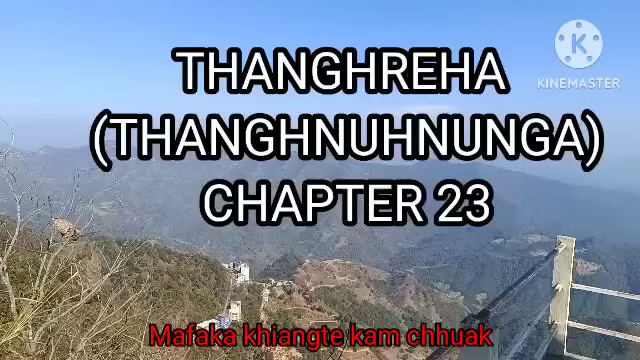 K
KINEMASTER
THANGHREHA
(THANGHNUHNUNGA)
CHAPTER 23
Mafaka khiangte kam chhuak